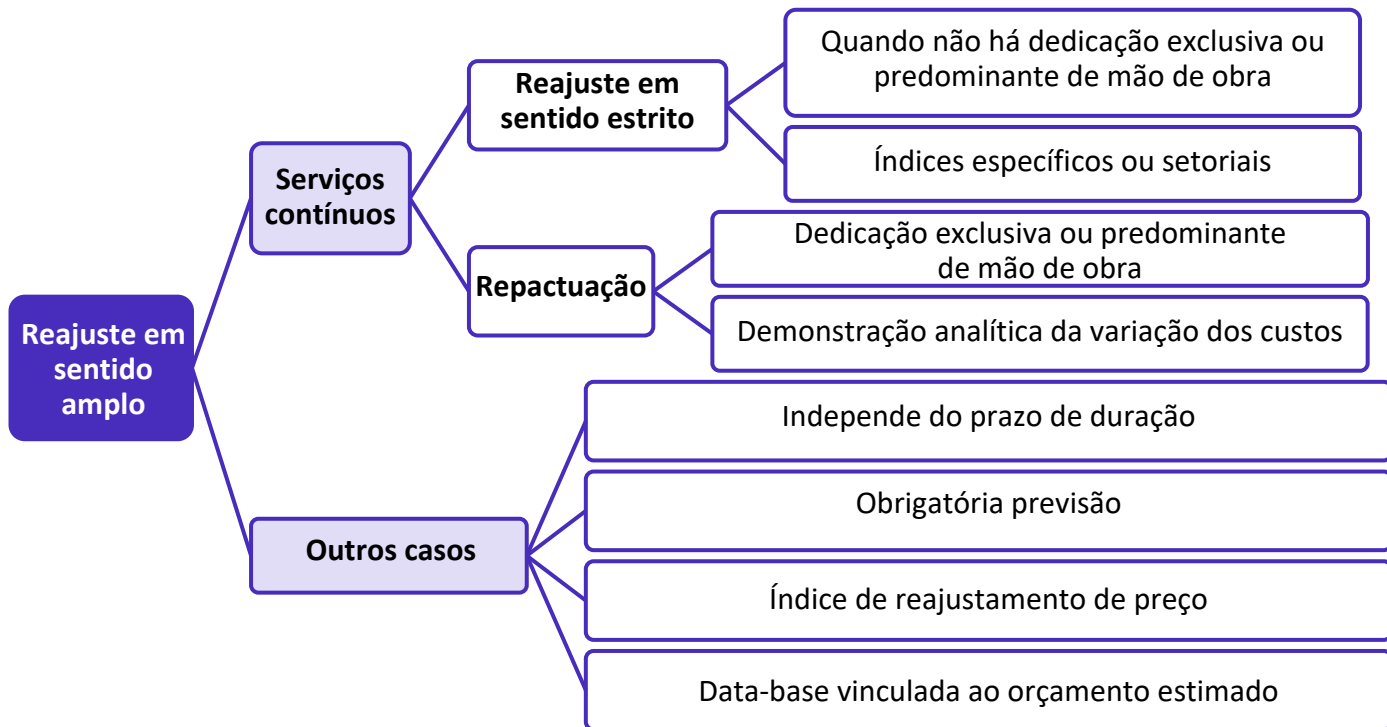 Reajuste em
sentido
amplo
Serviços
contínuos
Reajuste em
sentido estrito
Quando não há dedicação exclusiva ou
predominante de mão de obra
Índices específicos ou setoriais
Repactuação
Dedicação exclusiva ou predominante
de mão de obra
Demonstração analítica da variação dos custos
Outros casos
Independe do prazo de duração
Obrigatória previsão
Índice de reajustamento de preço
Data-base vinculada ao orçamento estimado